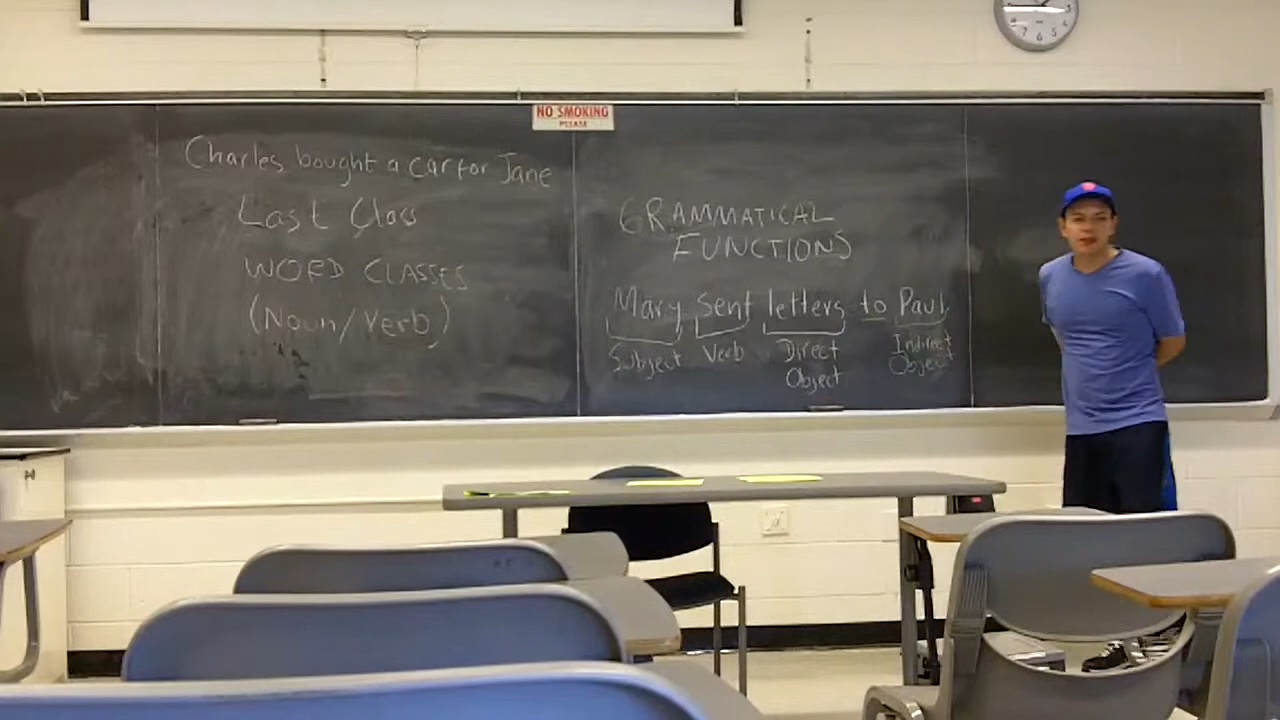 NO SMOKING
PLEASE
Charles bought a car for Jane
Last Class
WORD CLASSES
(Noun/Verb)
GRAMMATICAL
FUNCTIONS
Mary sent letters to Paul
Subject Verb Direct Object Indirect Object